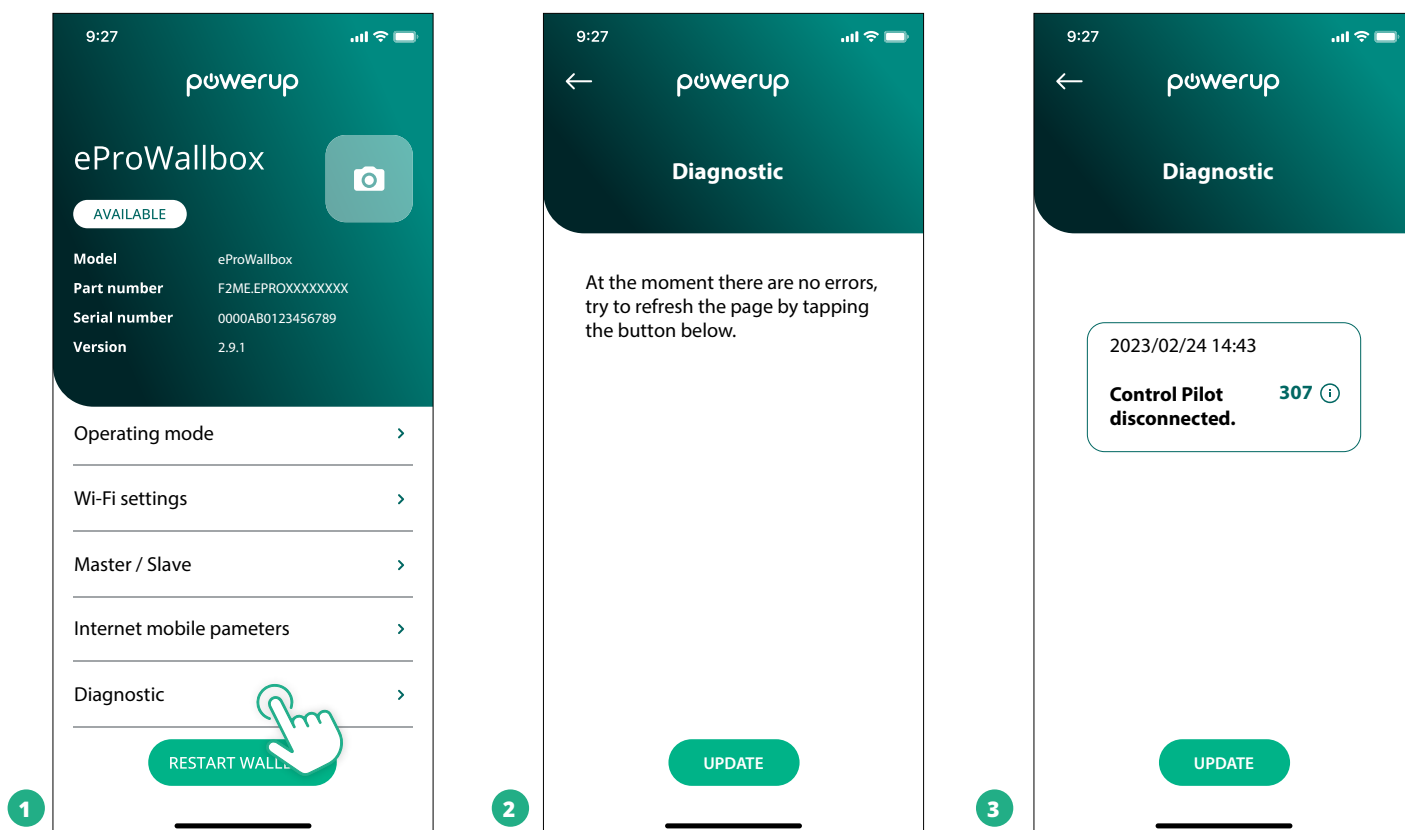 9:27
powerup
eProWallbox
AVAILABLE
Model eProWallbox
Part number F2ME.EPROXXXXXXXX
Serial number 0000AB0123456789
Version 2.9.1
Operating mode
Wi-Fi settings
Master / Slave
Internet mobile pameters
Diagnostic
RESTART
1
9:27
powerup
Diagnostic
At the moment there are no errors,
try to refresh the page by tapping
the button below.
UPDATE
2
9:27
powerup
Diagnostic
2023/02/24 14:43
Control Pilot 307 i
disconnected.
UPDATE
3